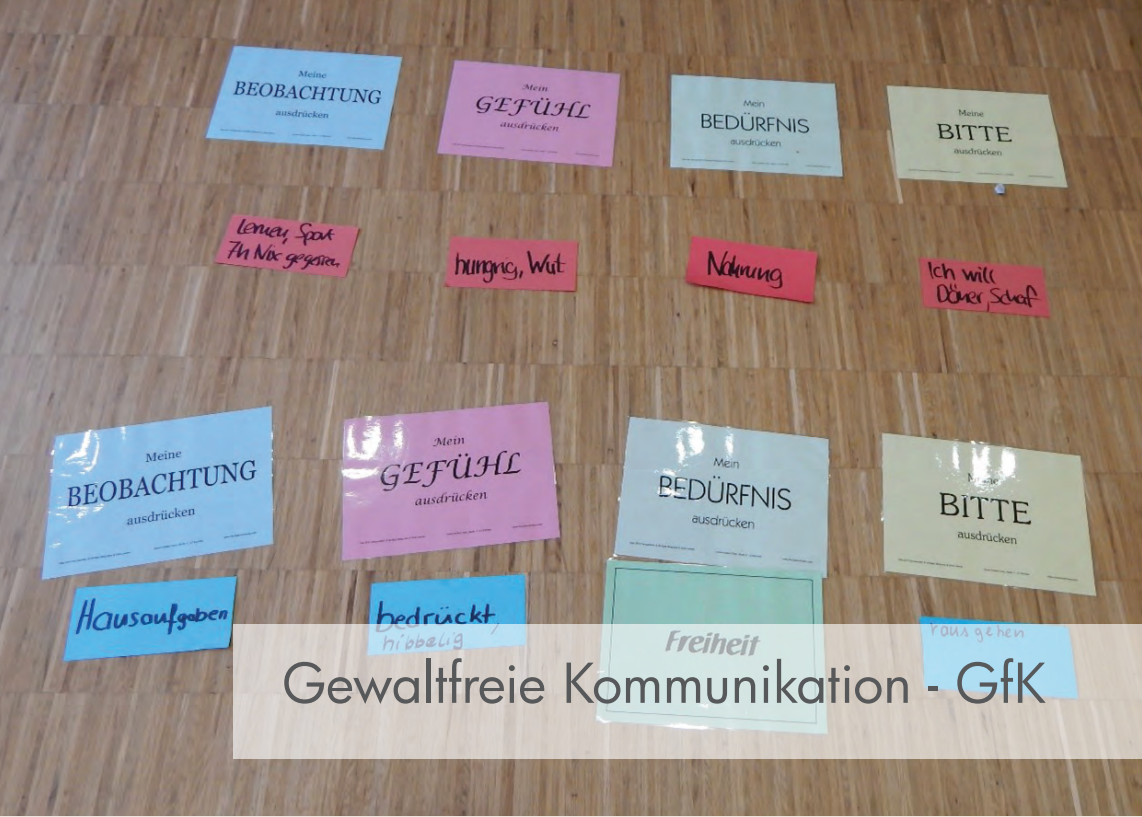 Meine
BEOBACHTUNG
ausdrücken
Mein
GEFÜHL
ausdrücken
Mein
BEDÜRFNIS
ausdrücken
Meine
BITTE
ausdrücken
Lernen, Sport
7h Nix gegessen
hungrig, Wut
Nahrung
Ich will
Döner, Schaf
Meine
BEOBACHTUNG
ausdrücken
Mein
GEFÜHL
ausdrücken
Mein
BEDÜRFNIS
ausdrücken
Meine
BITTE
ausdrücken
Hausaufgaben
bedrückt,
hibbelig
Freiheit
rausgehen
Gewaltfreie Kommunikation - GfK